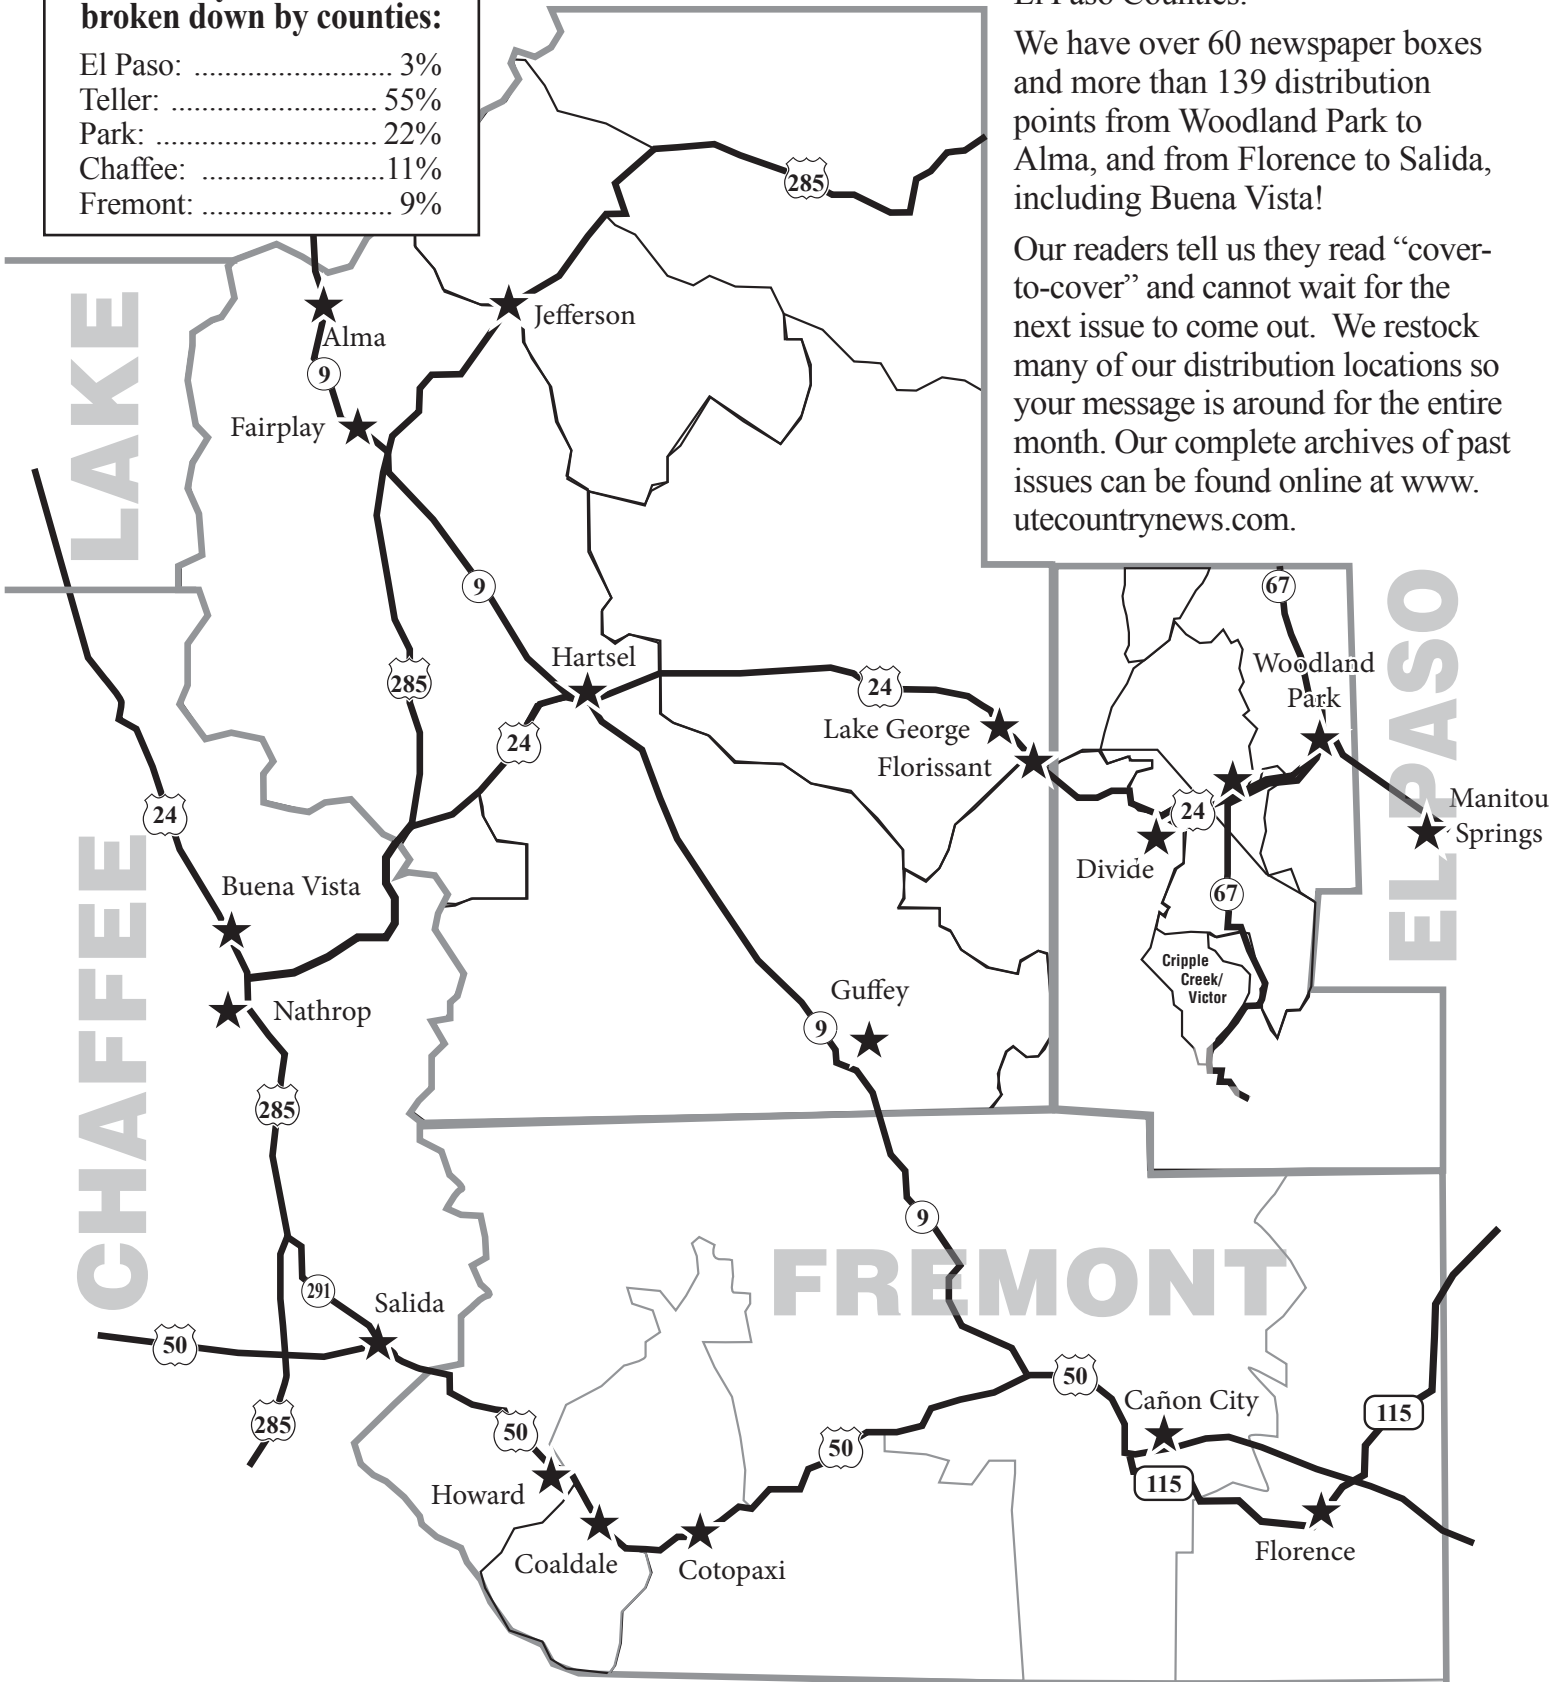 broken down by counties:
El Paso: ......................... 3%
Teller: .......................... 55%
Park: ............................. 22%
Chaffee: .......................11%
Fremont: ........................ 9%
El Paso Counties.
We have over 60 newspaper boxes
and more than 139 distribution
points from Woodland Park to
Alma, and from Florence to Salida,
including Buena Vista!
Our readers tell us they read “cover-
to-cover” and cannot wait for the
next issue to come out.  We restock
many of our distribution locations so
your message is around for the entire
month. Our complete archives of past
issues can be found online at www.
utecountrynews.com.
285
LAKE
Jefferson
Alma
9
Fairplay
9
67
EL PASO
Hartsel
Woodland
Park
285
24
24
Lake George
Florissant
24
24
Manitou
Springs
Divide
67
CHAFFEE
Buena Vista
Cripple
Creek/
Victor
Guffey
Nathrop
9
285
9
FREMONT
291
Salida
50
50
Cañon City
115
285
50
50
115
Howard
Coaldale
Cotopaxi
Florence